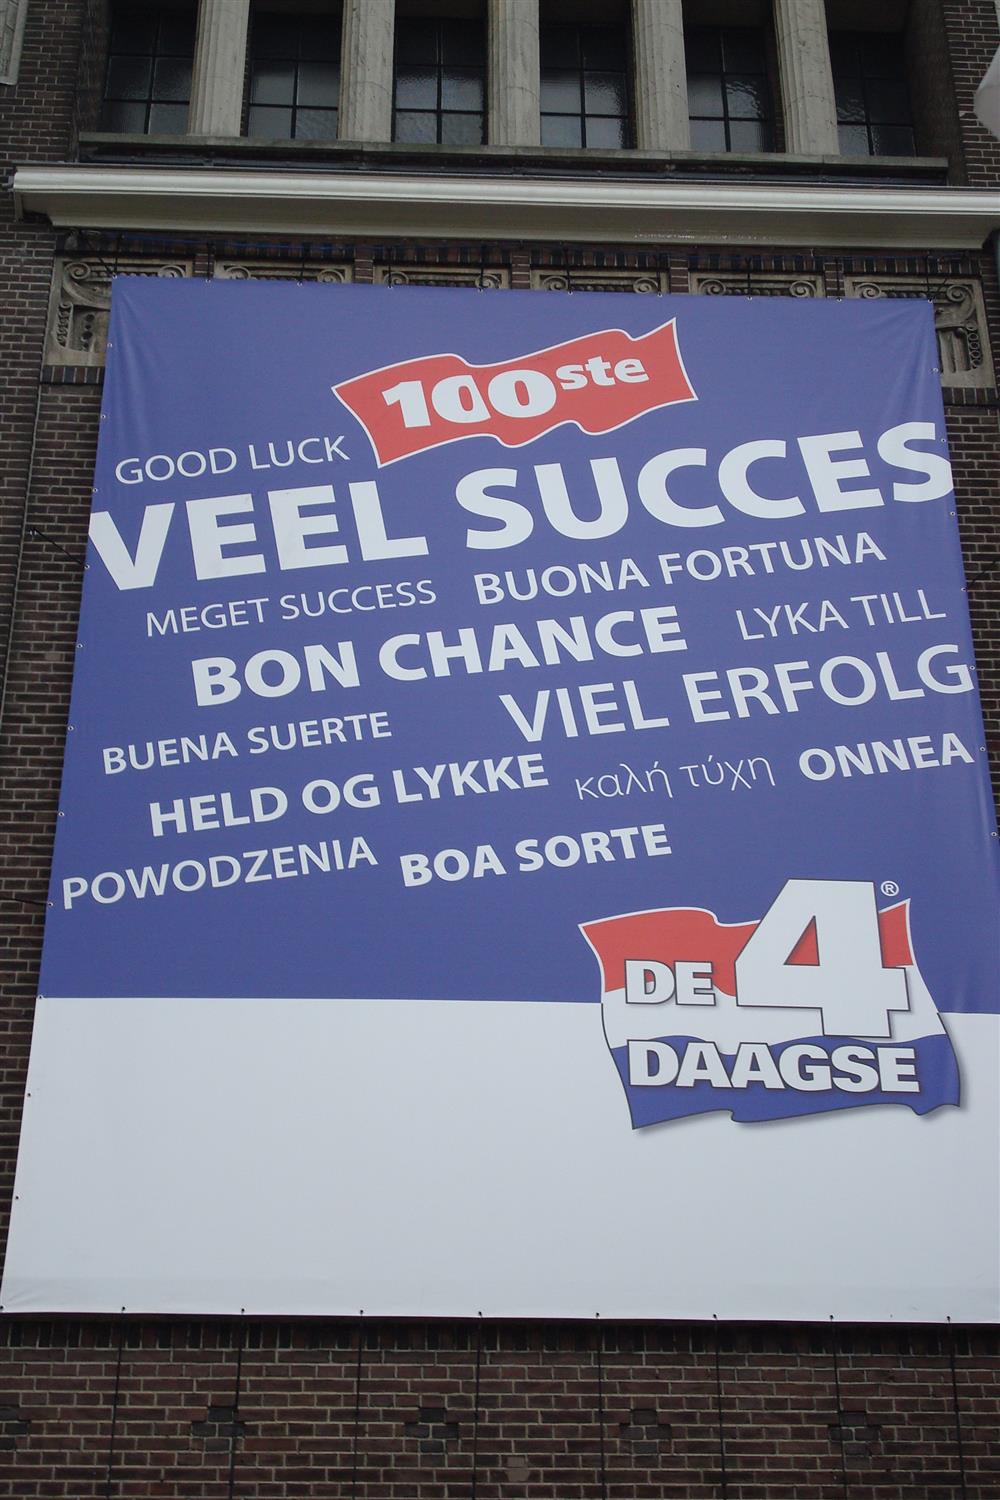 100ste
GOOD LUCK
VEEL SUCCES
MEGET SUCCESS BUONA FORTUNA
BON CHANCE LYKA TILL
BUENA SUERTE VIEL ERFOLG
HELD OG LYKKE καλή τύχη ONNEA
POWODZENIA BOA SORTE
DE 4®
DAAGSE